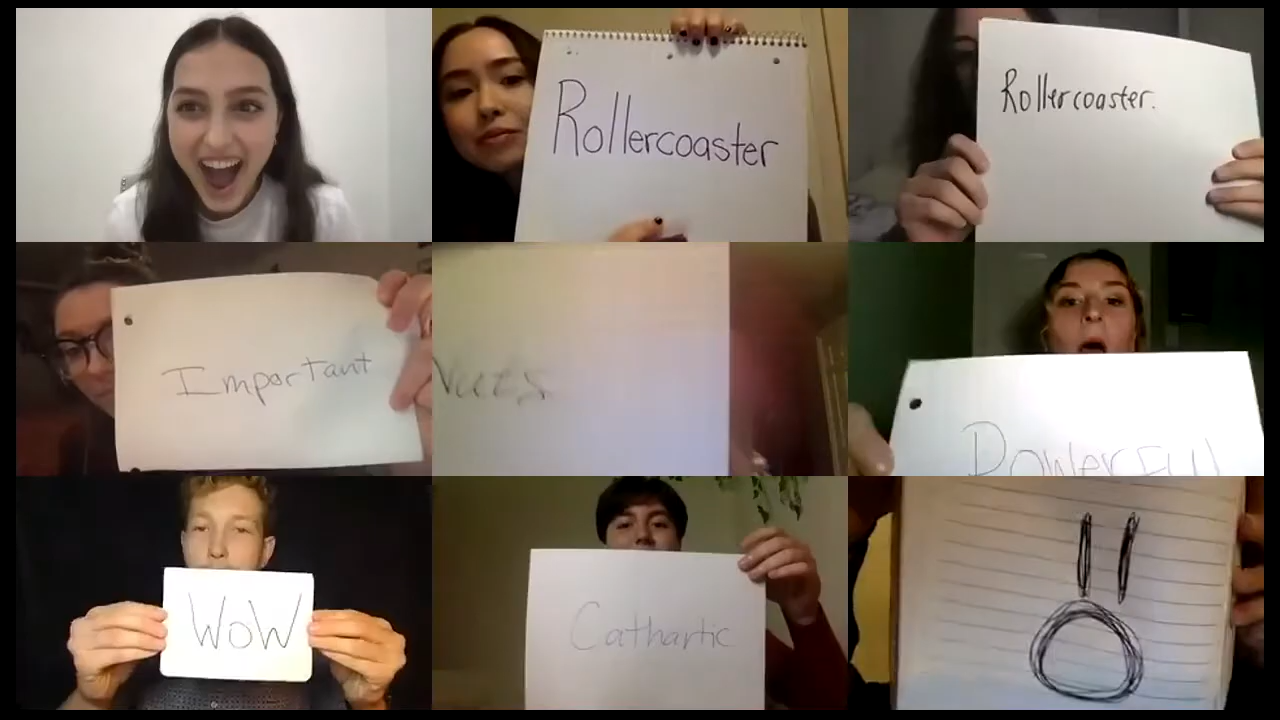 Rollercoaster
Rollercoaster.
Important
Powerful
WOW
Cathartic